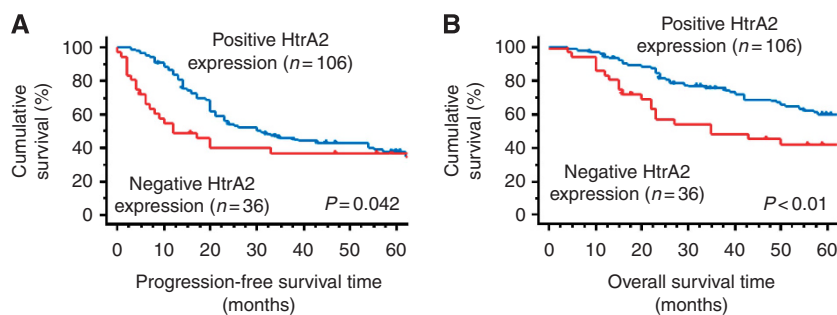 A
Positive HtrA2
expression (n=106)
100
80
60
40
20
0
Cumulative
survival (%)
Negative HtrA2
expression (n=36)
P=0.042
0 10 20 30 40 50 60
Progression-free survival time
(months)
B
Positive HtrA2
expression (n=106)
100
80
60
40
20
0
Cumulative
survival (%)
Negative HtrA2
expression (n=36)
P<0.01
0 10 20 30 40 50 60
Overall survival time
(months)